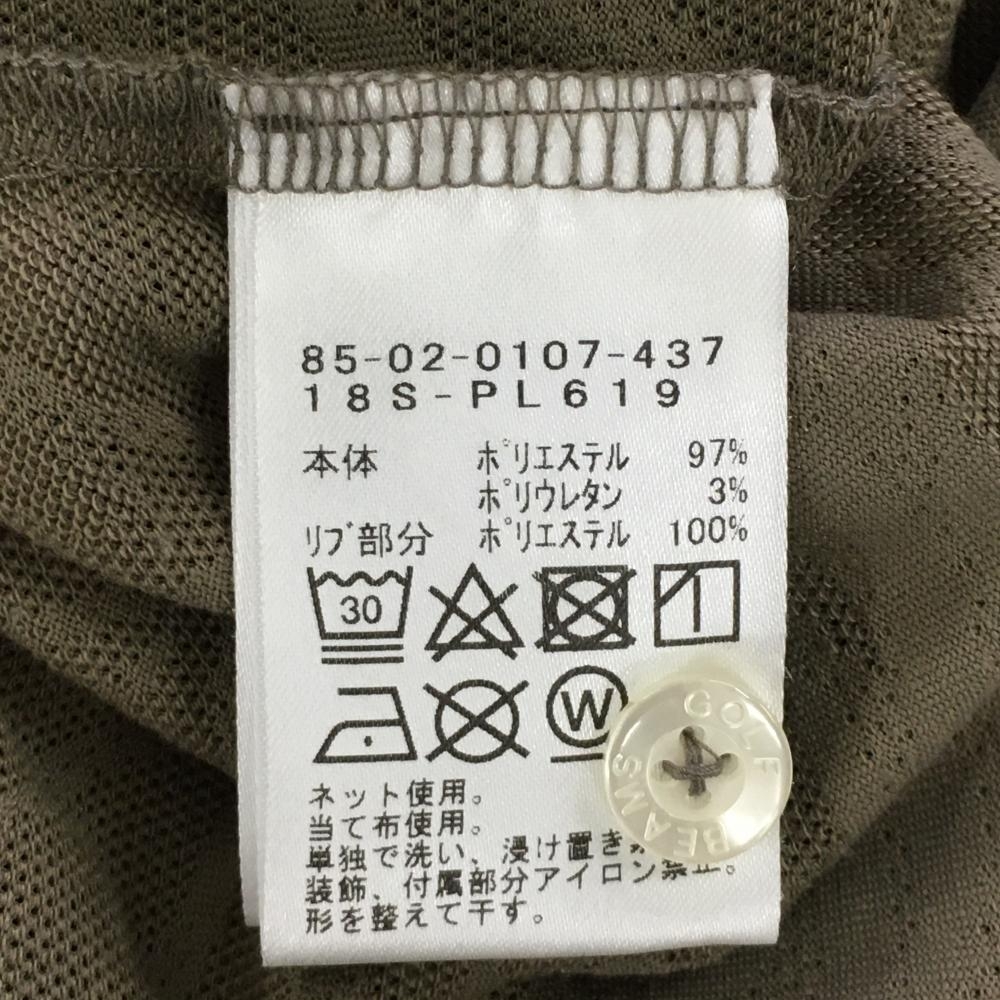 85-02-0107-437
18S-PL619
本体 ﾎﾟﾘｴｽﾃﾙ 97%
ﾎﾟﾘｳﾚﾀﾝ 3%
ﾘﾌﾞ部分 ﾎﾟﾘｴｽﾃﾙ 100%
30
W
GOLF
BEAMS
ネット使用。
当て布使用。
単独で洗い、浸け置き
装飾、付属部分アイロン禁止。
形を整えて干す。